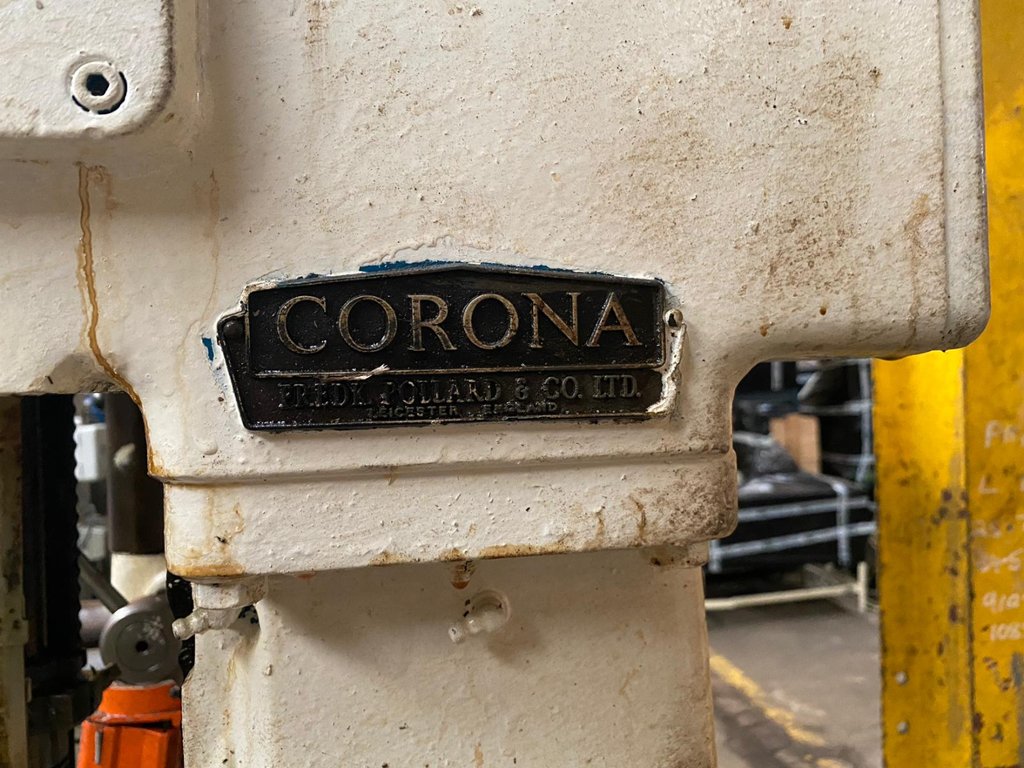 CORONA
FREDK. POLLARD & CO. LTD.
LEICESTER ENGLAND.